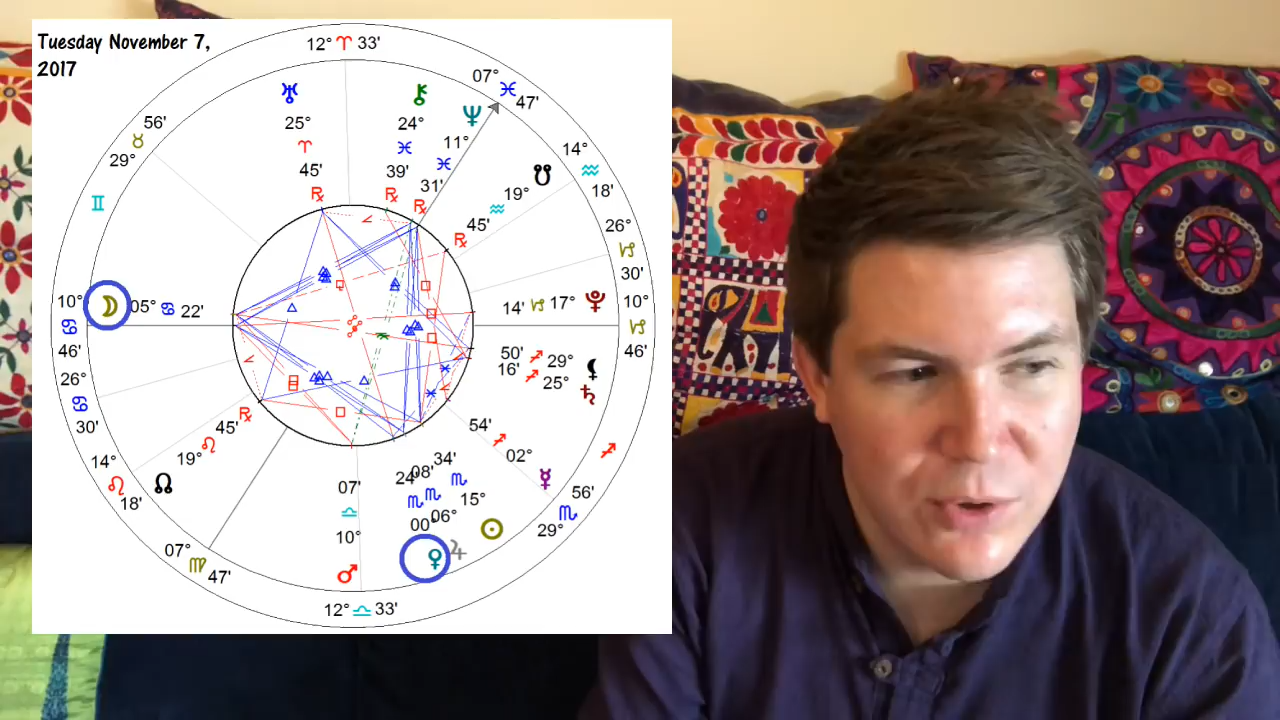 Tuesday November 7,
2017
12° ♈ 33'
07° ♓ 47'
♅ 25° ♈ 45' ℞
⚷ 24° ♓ 39' ℞
♆ 11° ♓ 31' ℞
56' ♉ 29°
♊
14° ♒ 18'
☋ 19° ♒ 45' ℞
26° ♑ 30'
10° ♋ 46'
☽ 05° ♋ 22'
14' ♑ 17° ♇
10° ♑ 46'
50' ♐ 29° ⚸
16' ♐ 25° ♄
26° ♋ 30'
℞ 45' ♌ 19° ☊
54' ♐ 02° ☿
♐
14° ♌ 18'
07' ♎ 10° ♂
24' ♏ 00° ♀
08' ♏ 06° ♃
34' ♏ 15° ☉
56' ♏ 29°
07° ♍ 47'
12° ♎ 33'